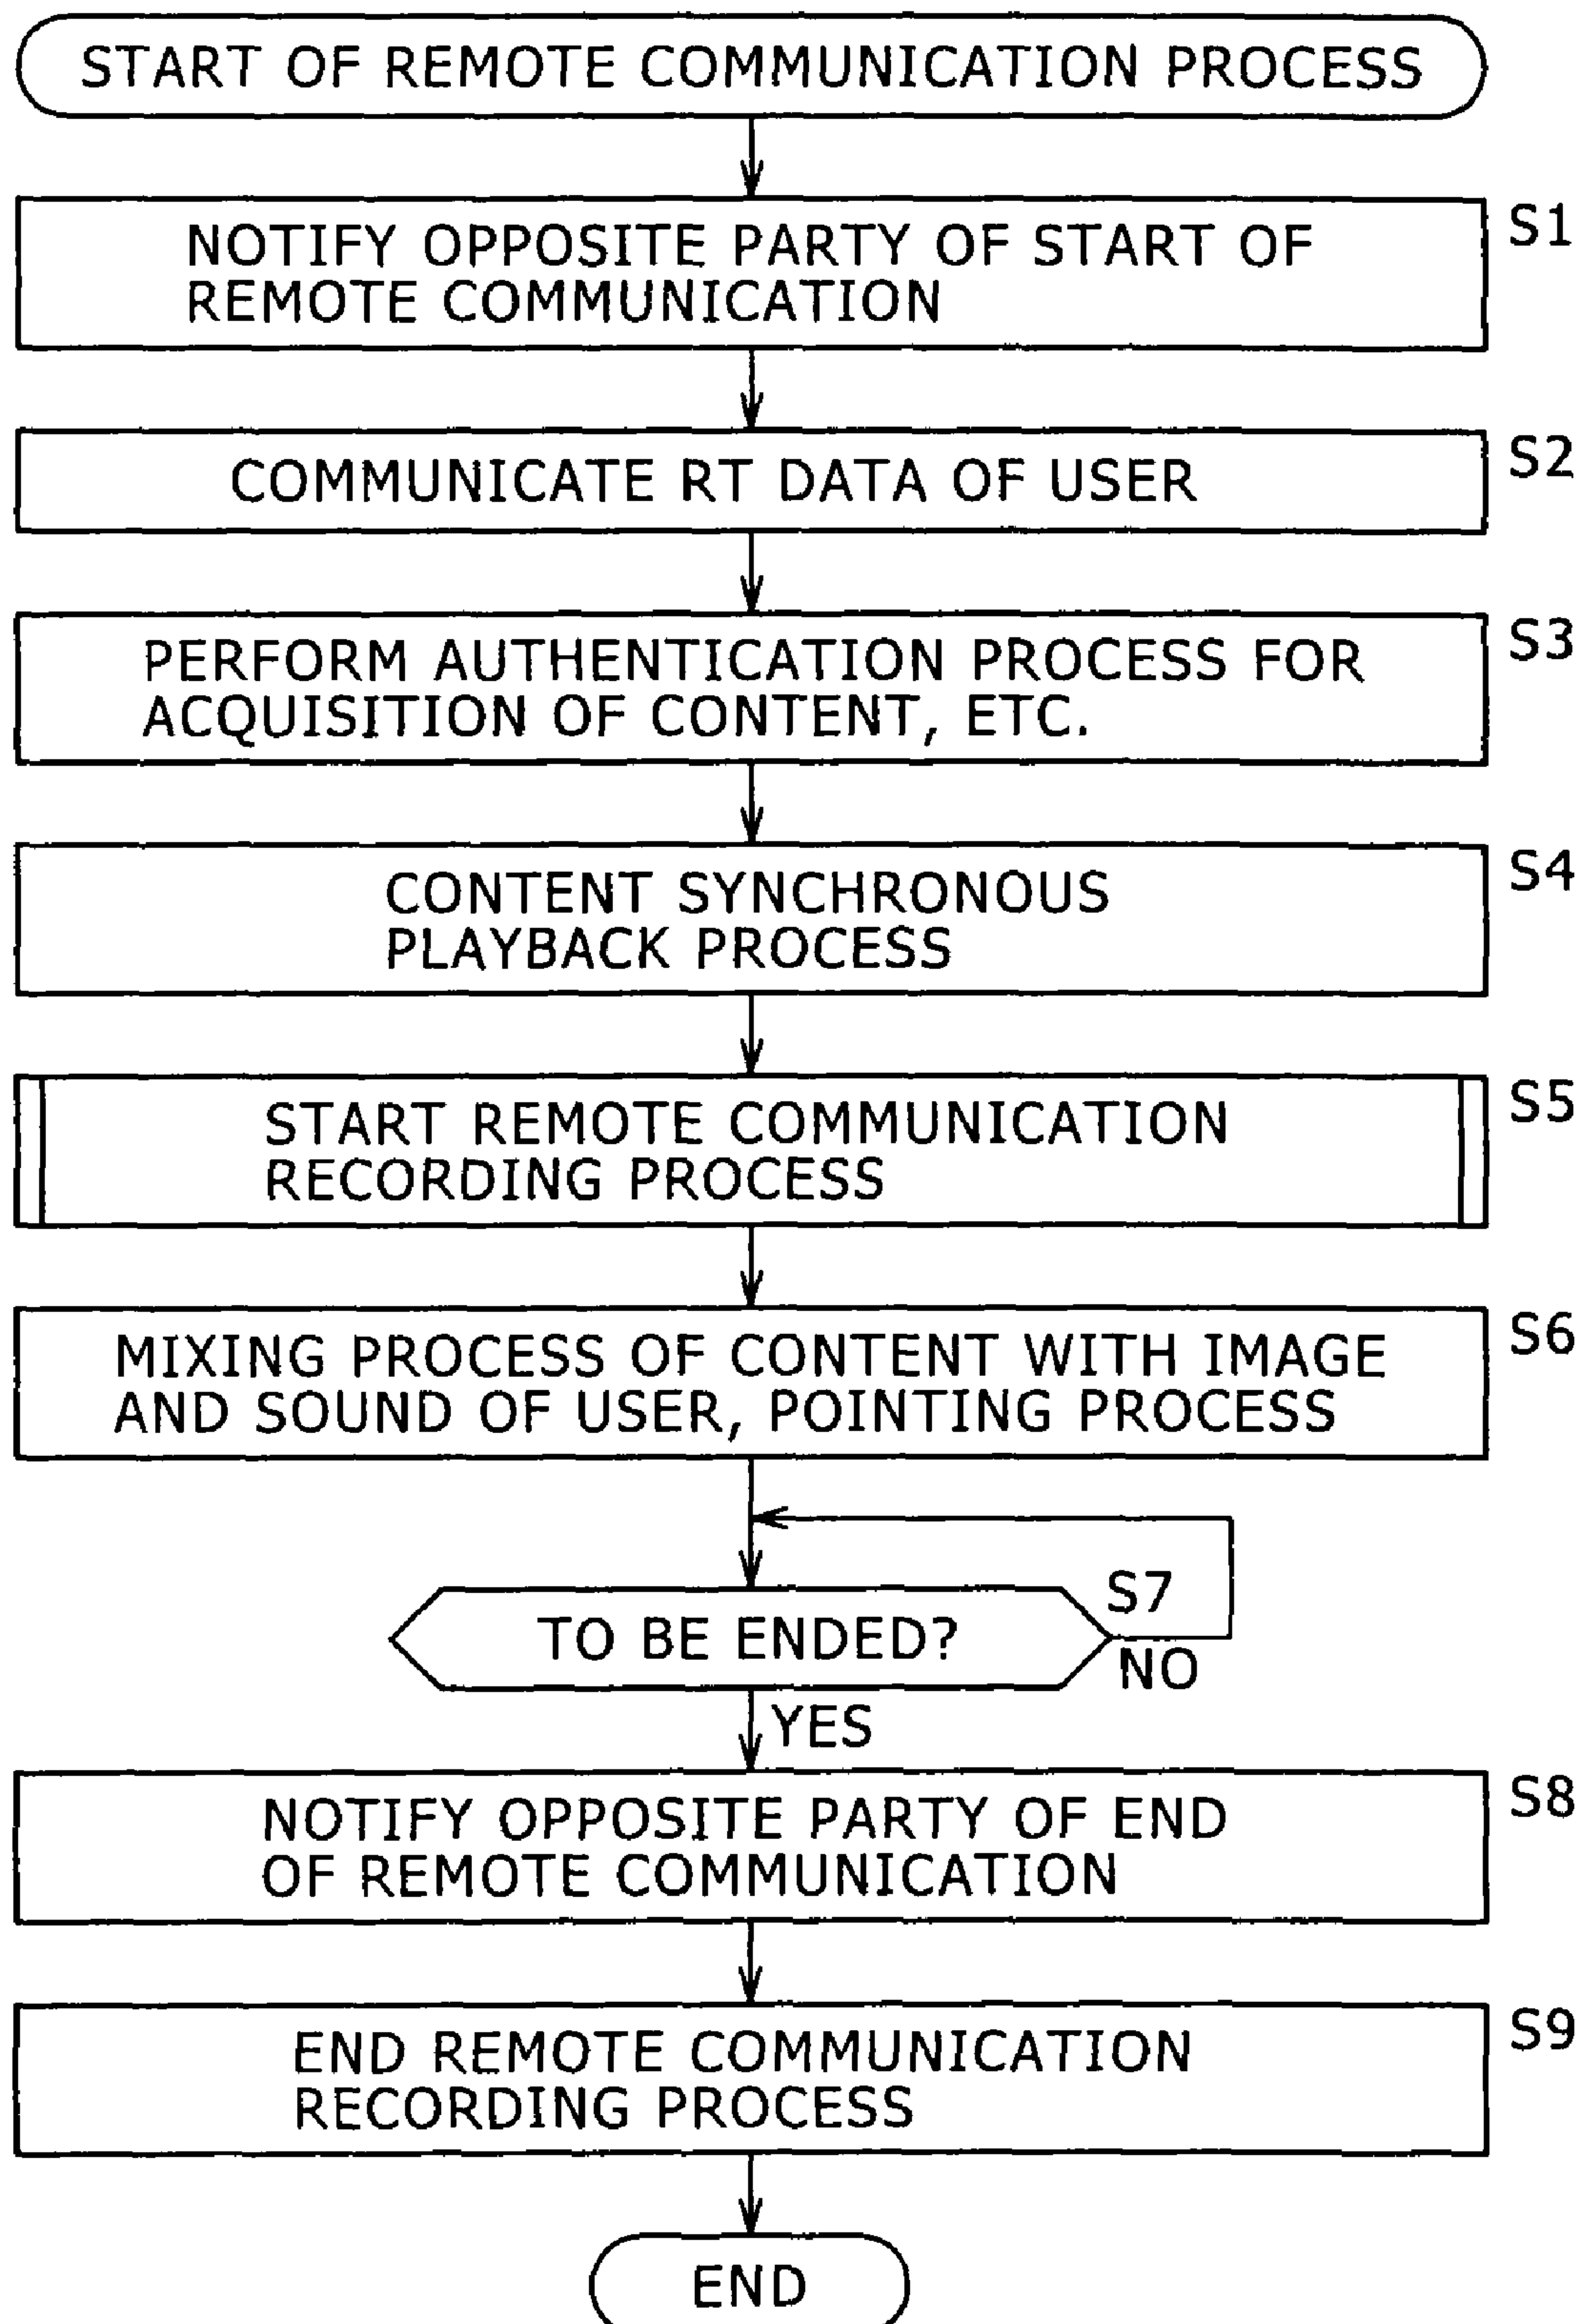 START OF REMOTE COMMUNICATION PROCESS
S1
NOTIFY OPPOSITE PARTY OF START OF
REMOTE COMMUNICATION
S2
COMMUNICATE RT DATA OF USER
S3
PERFORM AUTHENTICATION PROCESS FOR
ACQUISITION OF CONTENT, ETC.
S4
CONTENT SYNCHRONOUS
PLAYBACK PROCESS
S5
START REMOTE COMMUNICATION
RECORDING PROCESS
S6
MIXING PROCESS OF CONTENT WITH IMAGE
AND SOUND OF USER, POINTING PROCESS
S7
TO BE ENDED?
NO
YES
S8
NOTIFY OPPOSITE PARTY OF END
OF REMOTE COMMUNICATION
S9
END REMOTE COMMUNICATION
RECORDING PROCESS
END